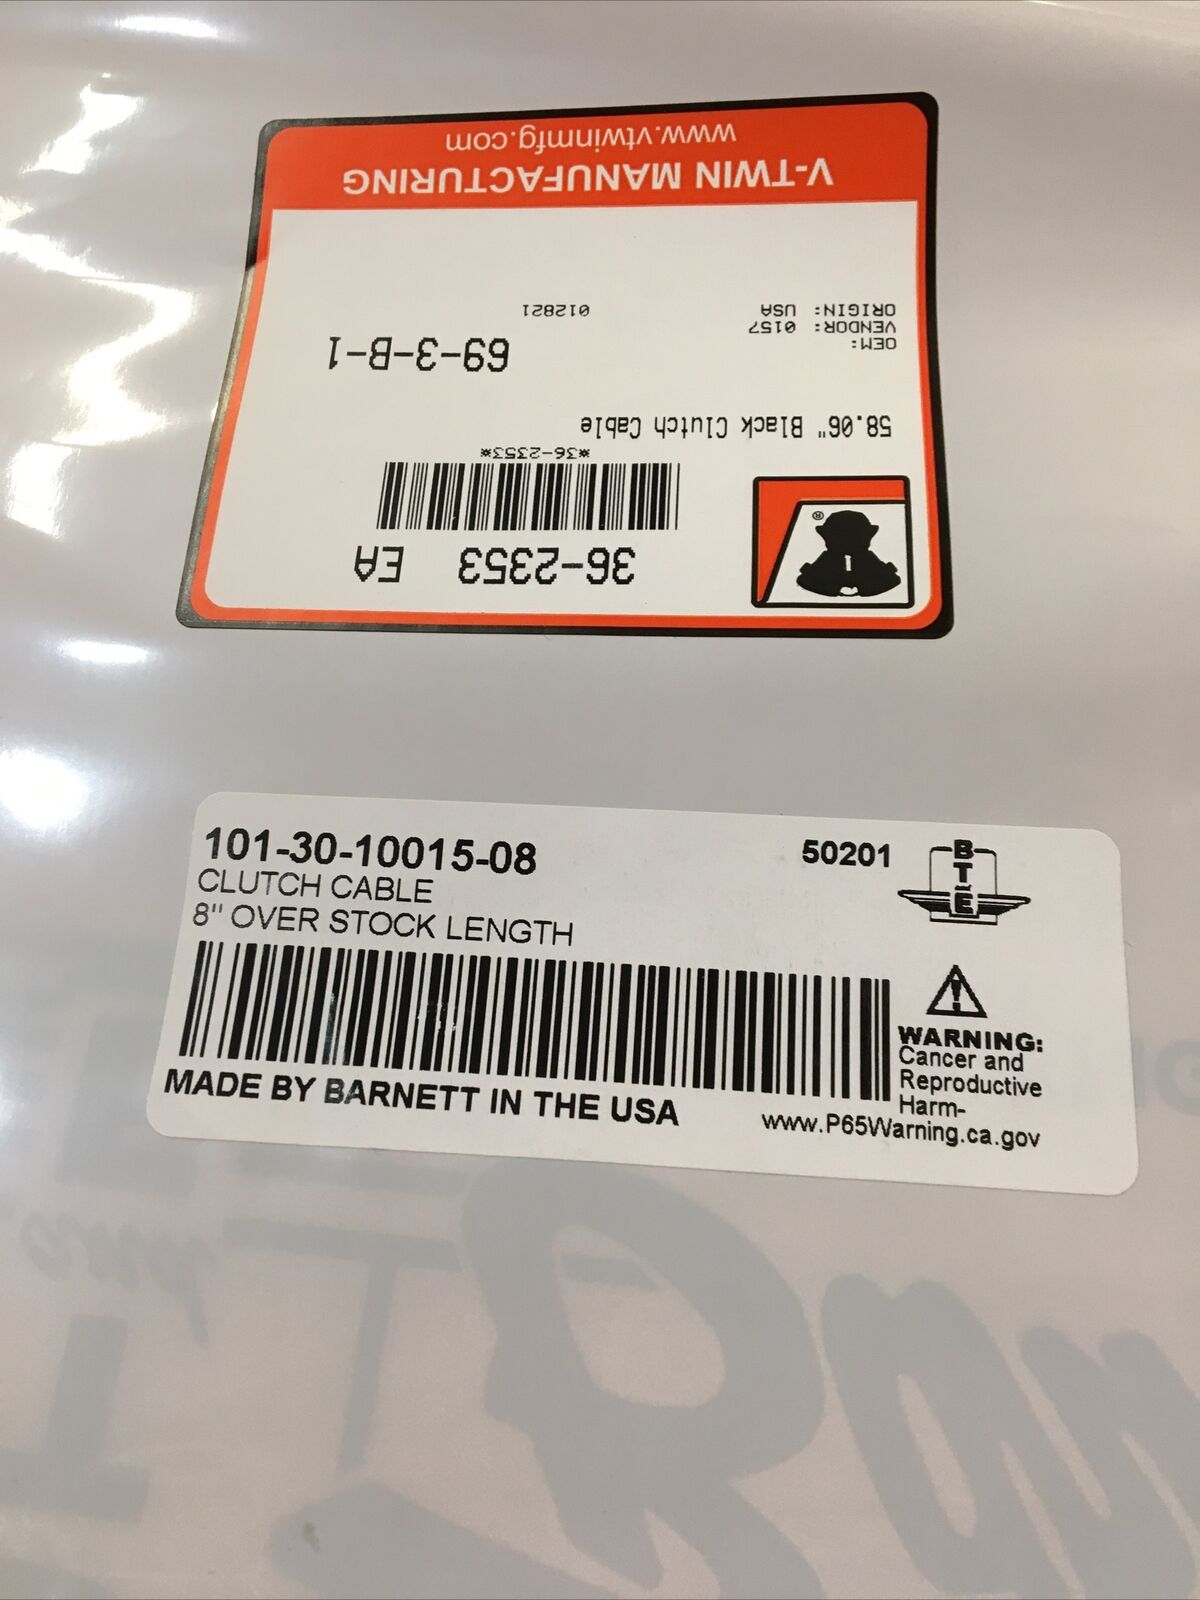 36-2353 EA
*36-2353*
58.06" Black Clutch Cable
69-3-B-1
OEM:
VENDOR: 0157
ORIGIN: USA 012821
V-TWIN MANUFACTURING
www.vtwinmfg.com
101-30-10015-08 50201
CLUTCH CABLE
8" OVER STOCK LENGTH
BT&E
WARNING:
Cancer and
Reproductive
Harm-
www.P65Warning.ca.gov
MADE BY BARNETT IN THE USA